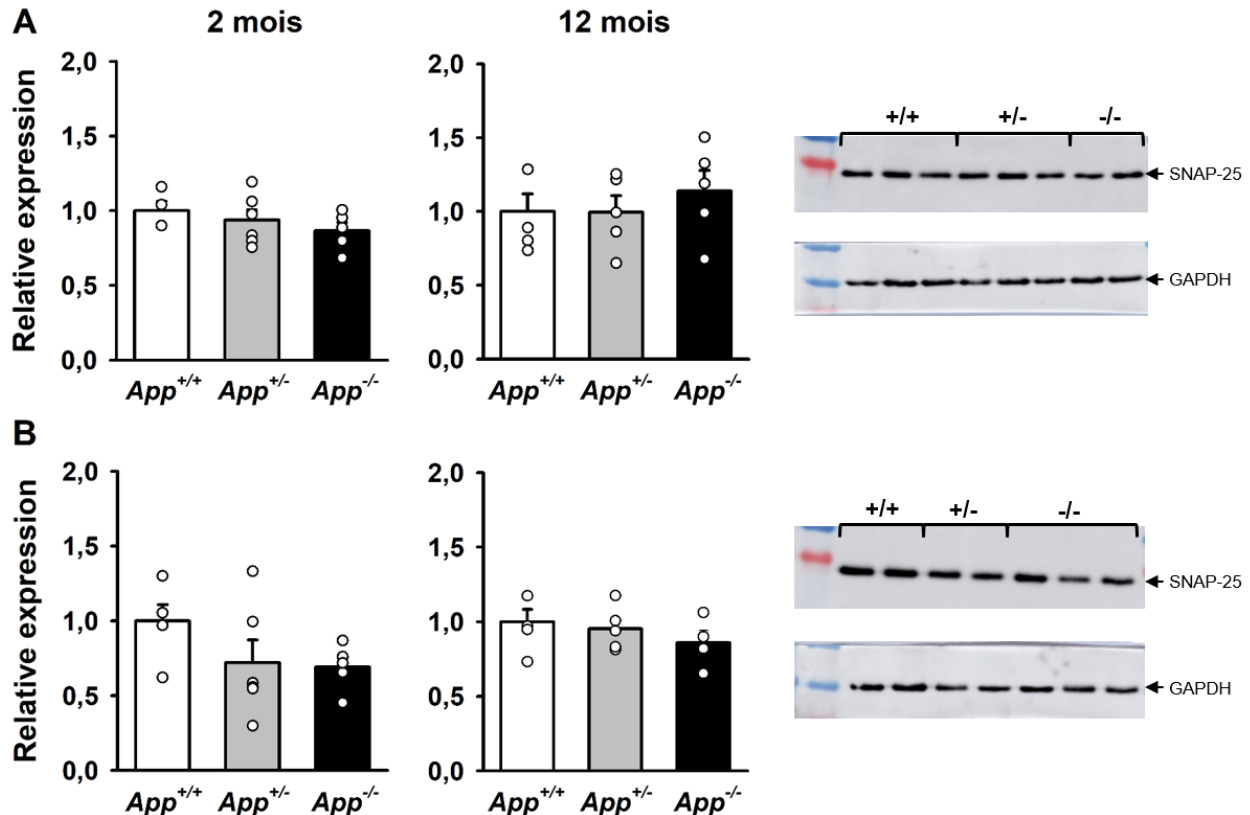 A
2 mois
12 mois
Relative expression
2,0
1,5
1,0
0,5
0,0
App+/+
App+/-
App-/-
2,0
1,5
1,0
0,5
0,0
App+/+
App+/-
App-/-
+/+
+/-
-/-
SNAP-25
GAPDH
B
Relative expression
2,0
1,5
1,0
0,5
0,0
App+/+
App+/-
App-/-
2,0
1,5
1,0
0,5
0,0
App+/+
App+/-
App-/-
+/+
+/-
-/-
SNAP-25
GAPDH